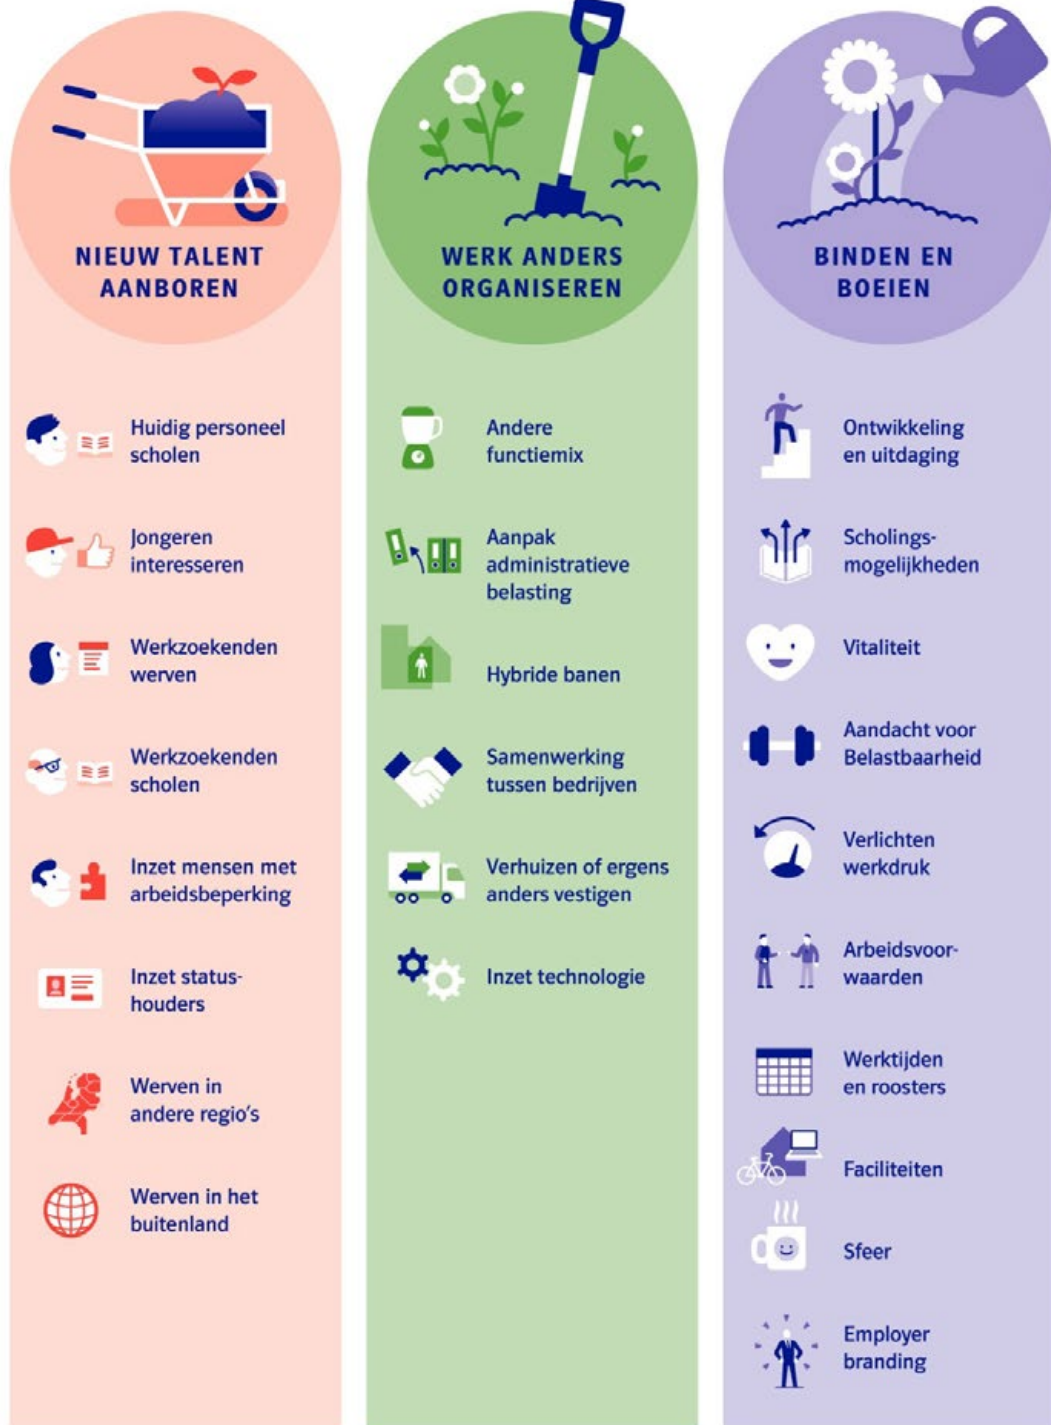 NIEUW TALENT
AANBOREN
Huidig personeel
scholen
Jongeren
interesseren
Werkzoekenden
werven
Werkzoekenden
scholen
Inzet mensen met
arbeidsbeperking
Inzet status-
houders
Werven in
andere regio's
Werven in het
buitenland
WERK ANDERS
ORGANISEREN
Andere
functiemix
Aanpak
administratieve
belasting
Hybride banen
Samenwerking
tussen bedrijven
Verhuizen of ergens
anders vestigen
Inzet technologie
BINDEN EN
BOEIEN
Ontwikkeling
en uitdaging
Scholings-
mogelijkheden
Vitaliteit
Aandacht voor
Belastbaarheid
Verlichten
werkdruk
Arbeidsvoor-
waarden
Werktijden
en roosters
Faciliteiten
Sfeer
Employer
branding